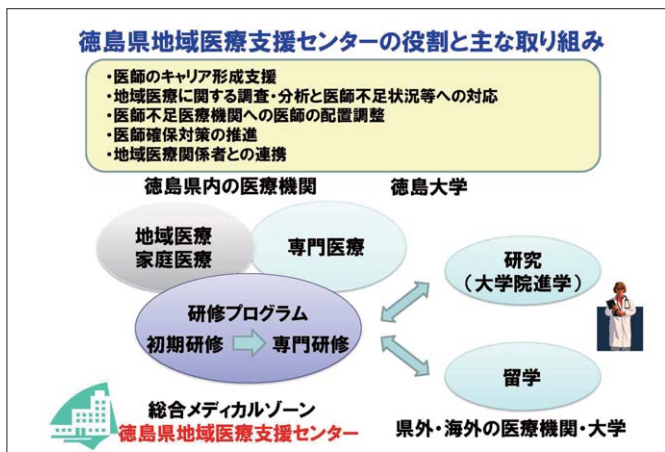 徳島県地域医療支援センターの役割と主な取り組み
・医師のキャリア形成支援
・地域医療に関する調査・分析と医師不足状況等への対応
・医師不足医療機関への医師の配置調整
・医師確保対策の推進
・地域医療関係者との連携
徳島県内の医療機関
徳島大学
地域医療
家庭医療
専門医療
研究
（大学院進学）
研修プログラム
初期研修
専門研修
留学
総合メディカルゾーン
徳島県地域医療支援センター
県外・海外の医療機関・大学